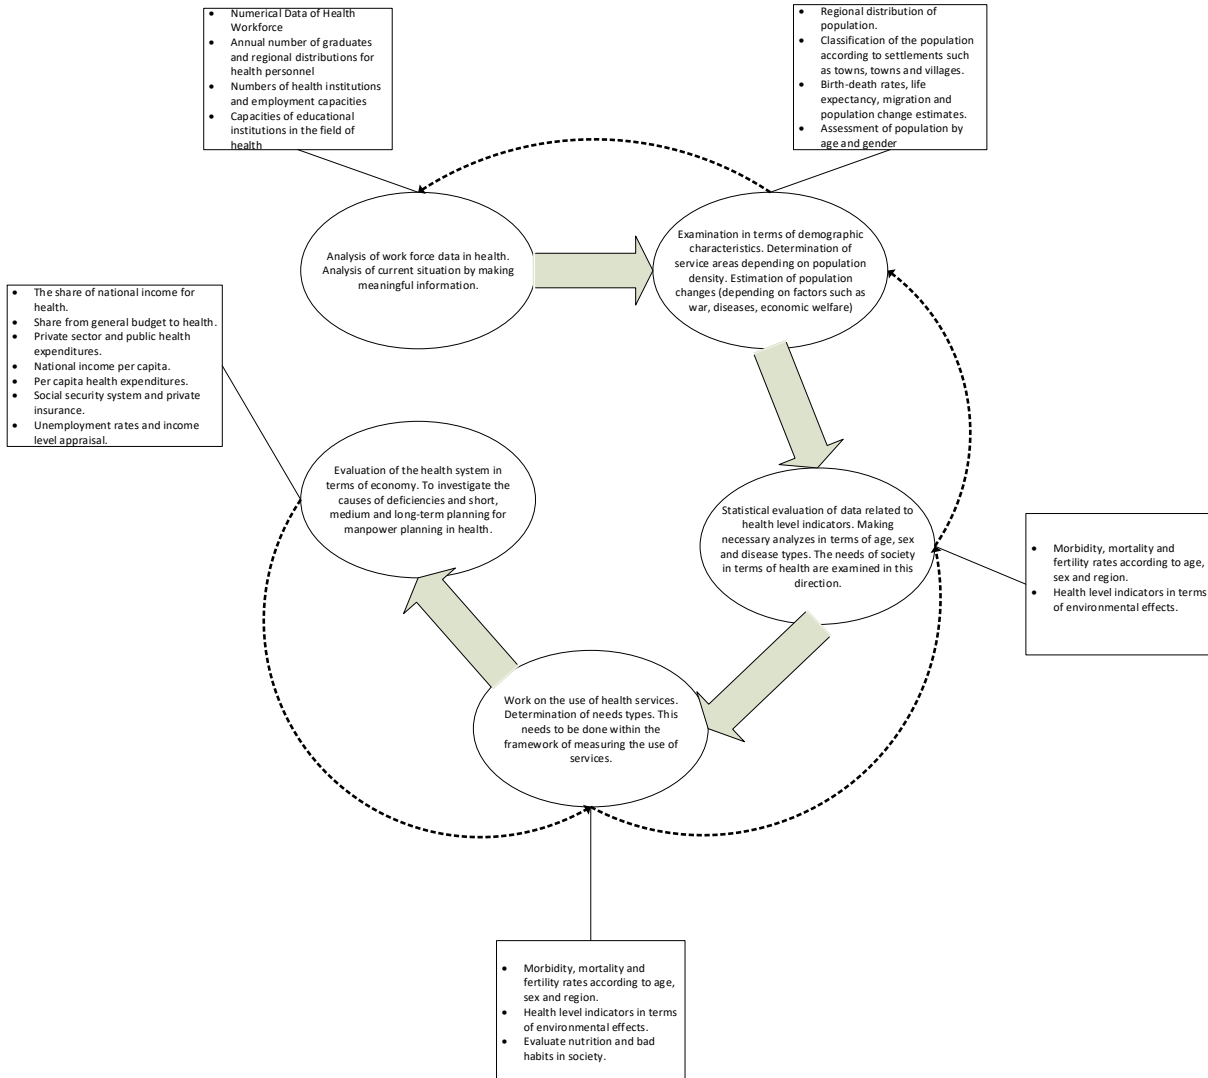 • Numerical Data of Health
Workforce
• Annual number of graduates
and regional distributions for
health personnel
• Numbers of health institutions
and employment capacities
• Capacities of educational
institutions in the field of
health
• Regional distribution of
population.
• Classification of the population
according to settlements such
as towns, towns and villages.
• Birth-death rates, life
expectancy, migration and
population change estimates.
• Assessment of population by
age and gender
Analysis of work force data in health.
Analysis of current situation by making
meaningful information.
Examination in terms of demographic
characteristics. Determination of
service areas depending on population
density. Estimation of population
changes (depending on factors such as
war, diseases, economic welfare)
• The share of national income for
health.
• Share from general budget to health.
• Private sector and public health
expenditures.
• National income per capita.
• Per capita health expenditures.
• Social security system and private
insurance.
• Unemployment rates and income
level appraisal.
Evaluation of the health system in
terms of economy. To investigate the
causes of deficiencies and short,
medium and long-term planning for
manpower planning in health.
Statistical evaluation of data related to
health level indicators. Making
necessary analyzes in terms of age, sex
and disease types. The needs of society
in terms of health are examined in this
direction.
• Morbidity, mortality and
fertility rates according to age,
sex and region.
• Health level indicators in terms
of environmental effects.
Work on the use of health services.
Determination of needs types. This
needs to be done within the
framework of measuring the use of
services.
• Morbidity, mortality and
fertility rates according to age,
sex and region.
• Health level indicators in terms
of environmental effects.
• Evaluate nutrition and bad
habits in society.